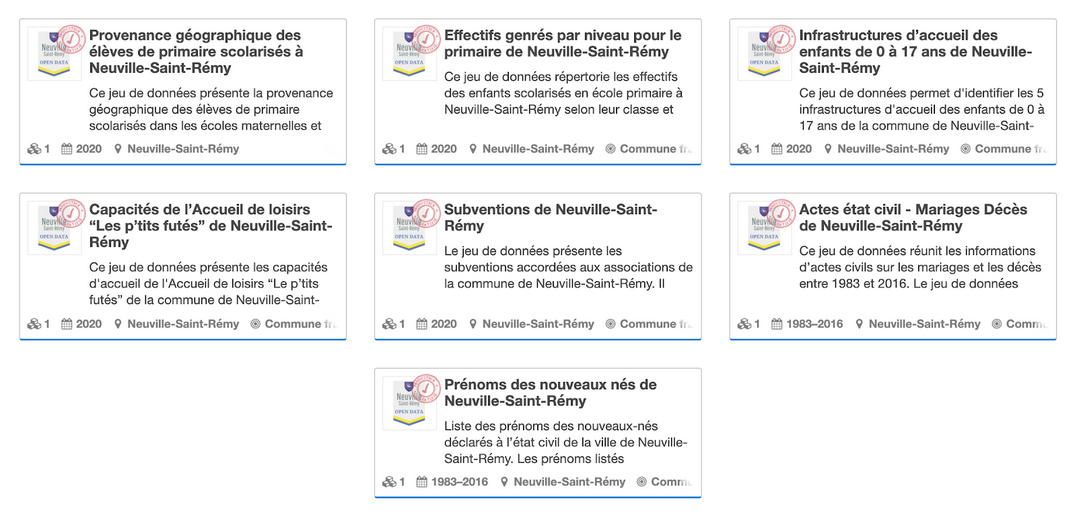 Neuville
Saint-Rémy
OPEN DATA
Provenance géographique des
élèves de primaire scolarisés à
Neuville-Saint-Rémy
Ce jeu de données présente la provenance
géographique des élèves de primaire
scolarisés dans les écoles maternelles et
1 2020 Neuville-Saint-Rémy
Neuville
Saint-Rémy
OPEN DATA
Effectifs genrés par niveau pour le
primaire de Neuville-Saint-Rémy
Ce jeu de données répertorie les effectifs
des enfants scolarisés en école primaire à
Neuville-Saint-Rémy selon leur classe et
1 2020 Neuville-Saint-Rémy Commune fr
Neuville
Saint-Rémy
OPEN DATA
Infrastructures d’accueil des
enfants de 0 à 17 ans de Neuville-
Saint-Rémy
Ce jeu de données permet d'identifier les 5
infrastructures d'accueil des enfants de 0 à
17 ans de la commune de Neuville-Saint-
1 2020 Neuville-Saint-Rémy Commune fr
Neuville
Saint-Rémy
OPEN DATA
Capacités de l’Accueil de loisirs
“Les p’tits futés” de Neuville-Saint-
Rémy
Ce jeu de données présente les capacités
d'accueil de l'Accueil de loisirs “Le p'tits
futés” de la commune de Neuville-Saint-
1 2020 Neuville-Saint-Rémy Commune fr
Neuville
Saint-Rémy
OPEN DATA
Subventions de Neuville-Saint-
Rémy
Le jeu de données présente les
subventions accordées aux associations de
la commune de Neuville-Saint-Rémy. Il
1 2020 Neuville-Saint-Rémy Commune fr
Neuville
Saint-Rémy
OPEN DATA
Actes état civil - Mariages Décès
de Neuville-Saint-Rémy
Ce jeu de données réunit les informations
d’actes civils sur les mariages et les décès
entre 1983 et 2016. Le jeu de données
1 1983–2016 Neuville-Saint-Rémy Comm
Neuville
Saint-Rémy
OPEN DATA
Prénoms des nouveaux nés de
Neuville-Saint-Rémy
Liste des prénoms des nouveaux-nés
déclarés à l’état civil de la ville de Neuville-
Saint-Rémy. Les prénoms listés
1 1983–2016 Neuville-Saint-Rémy Comm